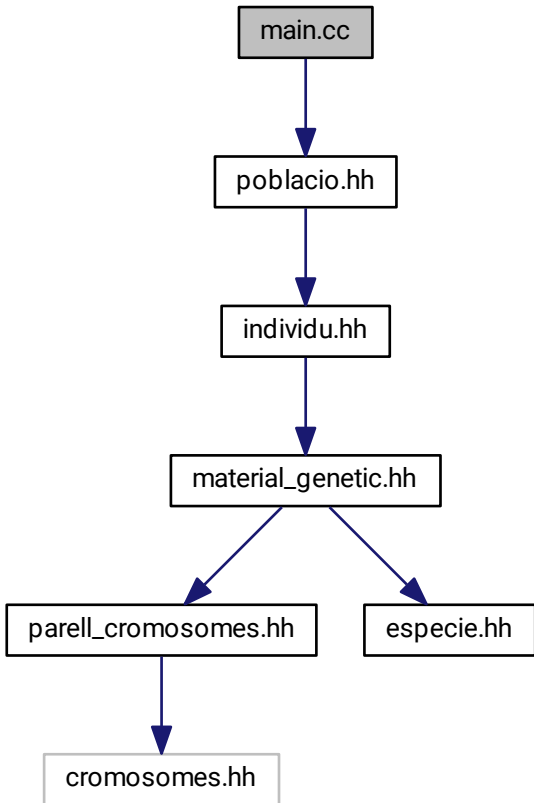 main.cc
poblacio.hh
individu.hh
material_genetic.hh
parell_cromosomes.hh
especie.hh
cromosomes.hh